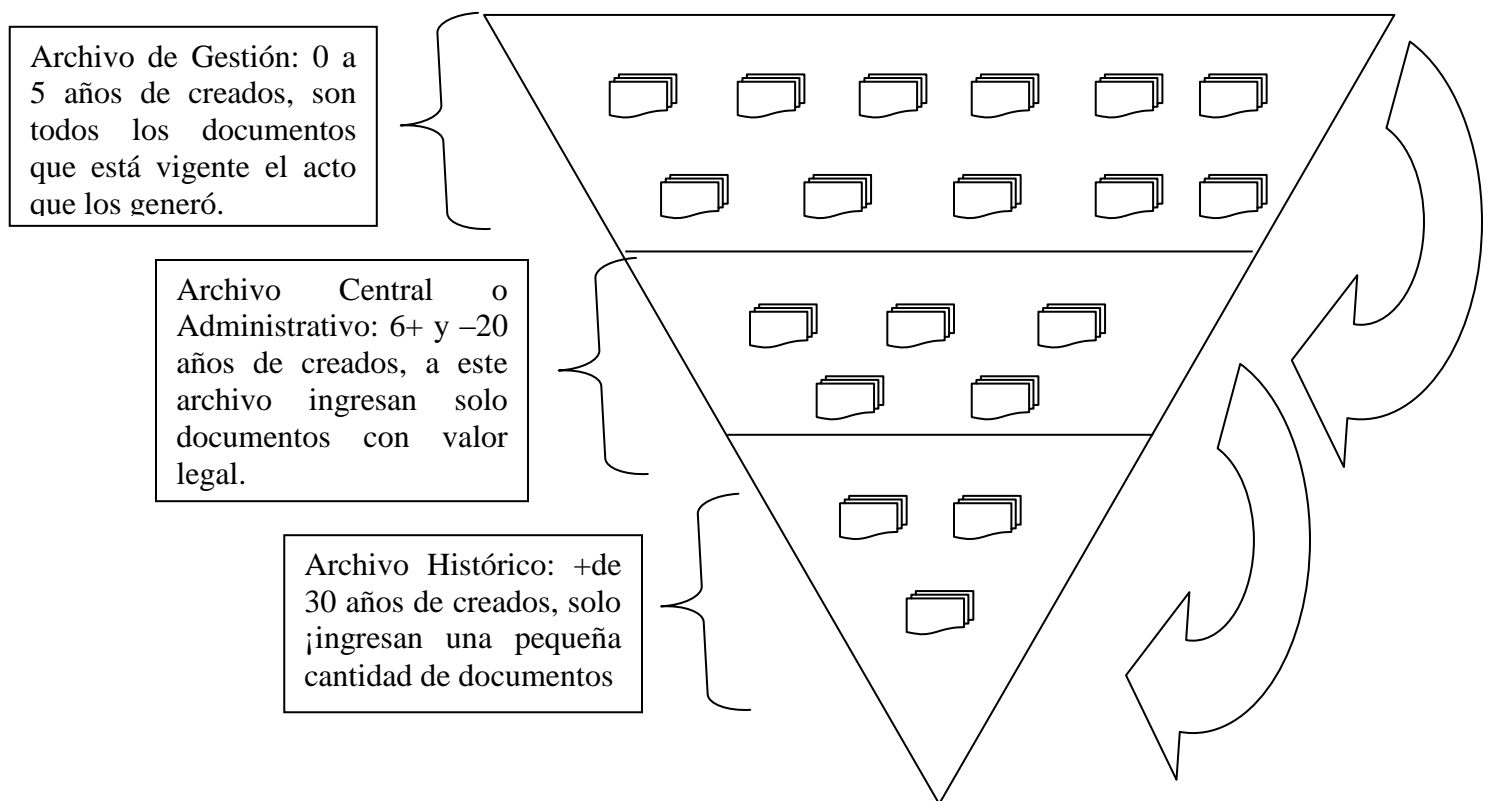 Archivo de Gestión: 0 a
5 años de creados, son
todos los documentos
que está vigente el acto
que los generó.
Archivo Central o
Administrativo: 6+ y –20
años de creados, a este
archivo ingresan solo
documentos con valor
legal.
Archivo Histórico: +de
30 años de creados, solo
¡ingresan una pequeña
cantidad de documentos